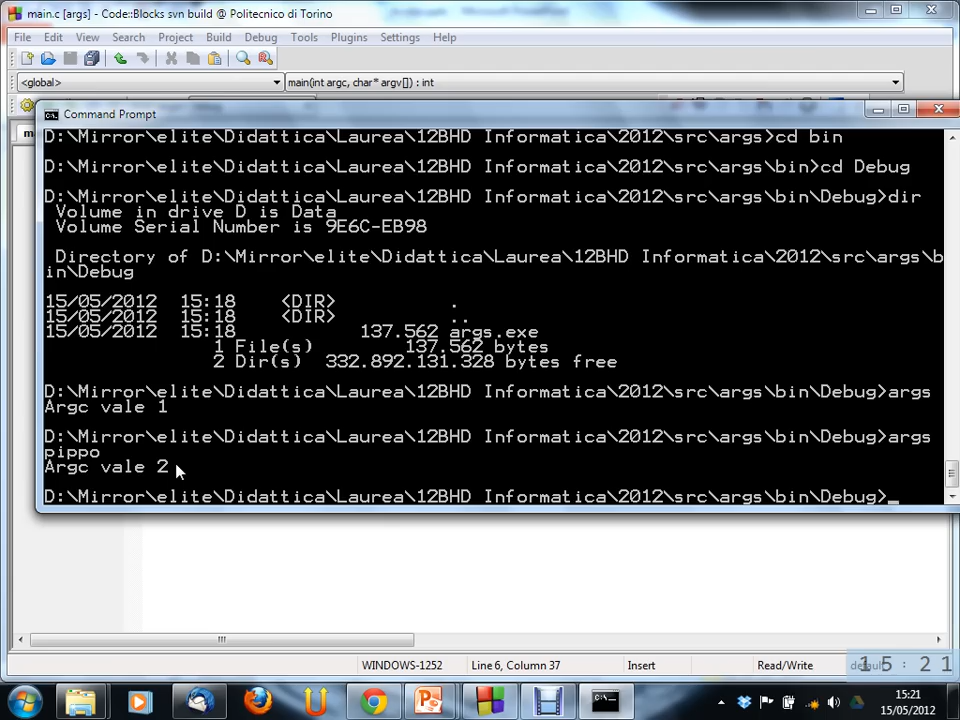 main.c [args] - Code::Blocks svn build @ Politecnico di Torino
File Edit View Search Project Build Debug Tools Plugins Settings Help
<global> main(int argc, char* argv[]) : int
Command Prompt
D:\Mirror\elite\Didattica\Laurea\12BHD Informatica\2012\src\args>cd bin
D:\Mirror\elite\Didattica\Laurea\12BHD Informatica\2012\src\args\bin>cd Debug
D:\Mirror\elite\Didattica\Laurea\12BHD Informatica\2012\src\args\bin\Debug>dir
Volume in drive D is Data
Volume Serial Number is 9E6C-EB98
Directory of D:\Mirror\elite\Didattica\Laurea\12BHD Informatica\2012\src\args\b
in\Debug
15/05/2012 15:18 <DIR> .
15/05/2012 15:18 <DIR> ..
15/05/2012 15:18 137.562 args.exe
1 File(s) 137.562 bytes
2 Dir(s) 332.892.131.328 bytes free
D:\Mirror\elite\Didattica\Laurea\12BHD Informatica\2012\src\args\bin\Debug>args
Argc vale 1
D:\Mirror\elite\Didattica\Laurea\12BHD Informatica\2012\src\args\bin\Debug>args
pippo
Argc vale 2
D:\Mirror\elite\Didattica\Laurea\12BHD Informatica\2012\src\args\bin\Debug>_
WINDOWS-1252 Line 6, Column 37 Insert Read/Write default
15:21
15:21
15/05/2012